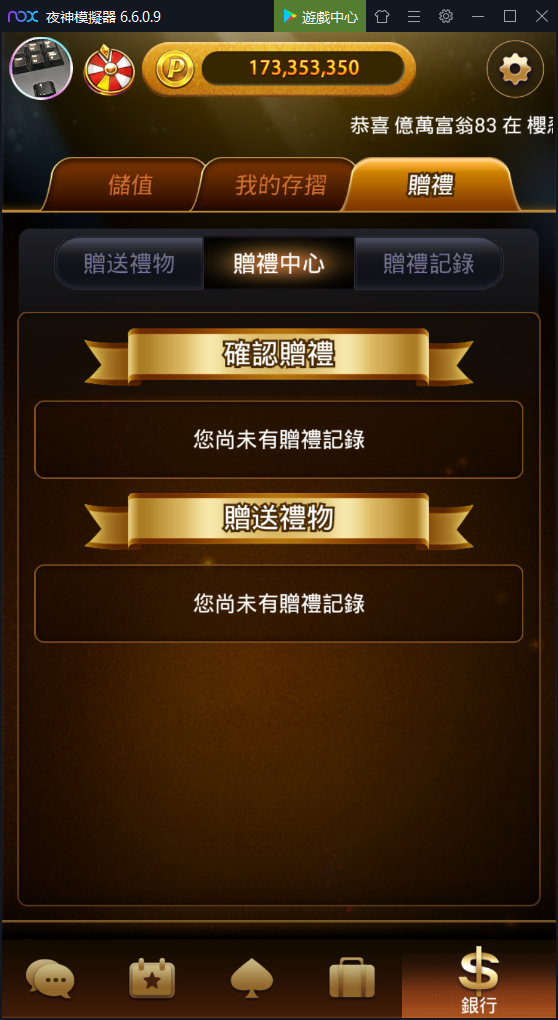 nox 夜神模擬器 6.6.0.9 遊戲中心
P 173,353,350
恭喜 億萬富翁83 在 櫻
儲值 我的存摺 贈禮
贈送禮物 贈禮中心 贈禮記錄
確認贈禮
您尚未有贈禮記錄
贈送禮物
您尚未有贈禮記錄
$
銀行